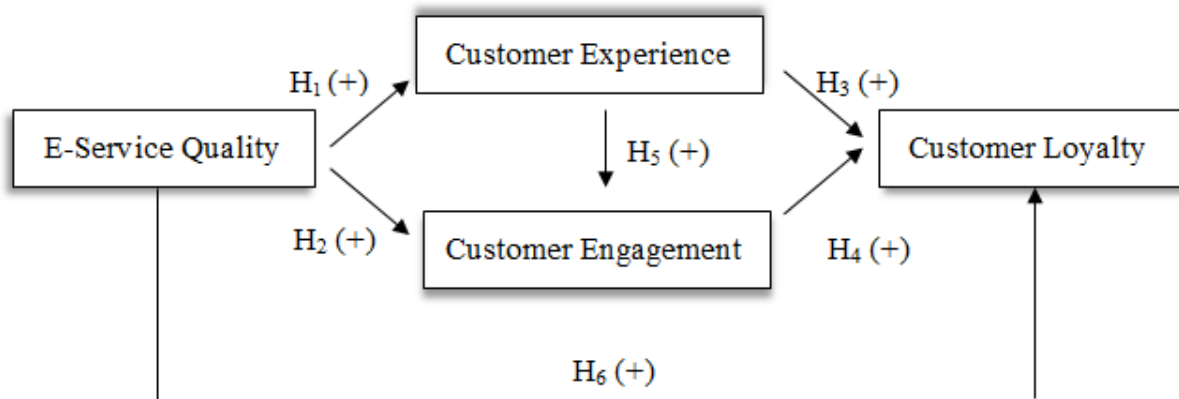 Customer Experience
H₁ (+)
H₃ (+)
E-Service Quality
H₅ (+)
Customer Loyalty
H₂ (+)
Customer Engagement
H₄ (+)
H₆ (+)